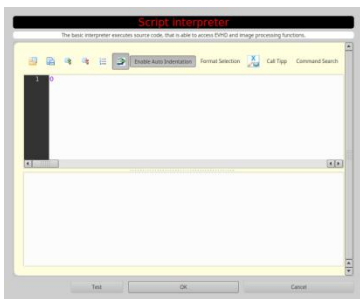 Script interpreter
The basic interpreter executes source code, that is able to access EVHD and image processing functions.
Enable Auto Indentation Format Selection Call Tipp Command Search
1 0
Test OK Cancel